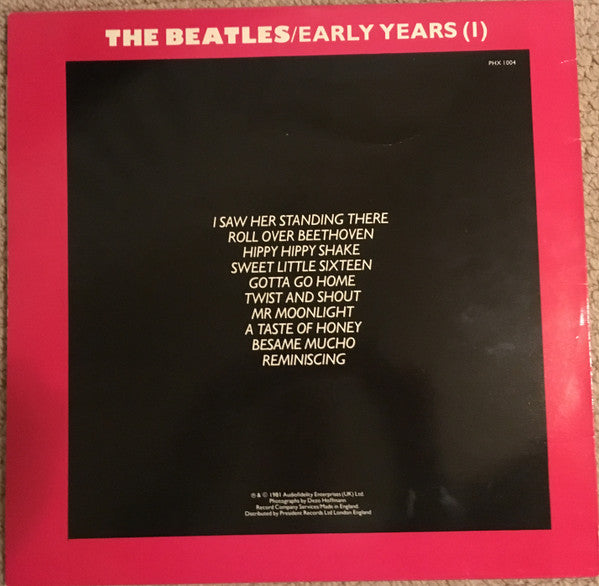 THE BEATLES/EARLY YEARS (I)
PHX 1004
I SAW HER STANDING THERE
ROLL OVER BEETHOVEN
HIPPY HIPPY SHAKE
SWEET LITTLE SIXTEEN
GOTTA GO HOME
TWIST AND SHOUT
MR MOONLIGHT
A TASTE OF HONEY
BESAME MUCHO
REMINISCING
℗ & © 1981 Audiofidelity Enterprises (UK) Ltd.
Photographs by Dezo Hoffmann
Record Company Services/Made in England.
Distributed by President Records Ltd London England